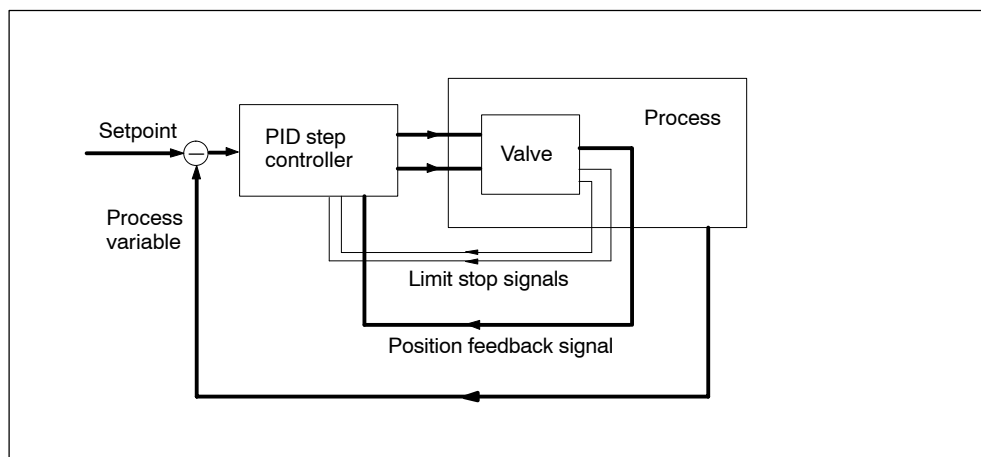 Setpoint
PID step
controller
Process
Valve
Process
variable
Limit stop signals
Position feedback signal